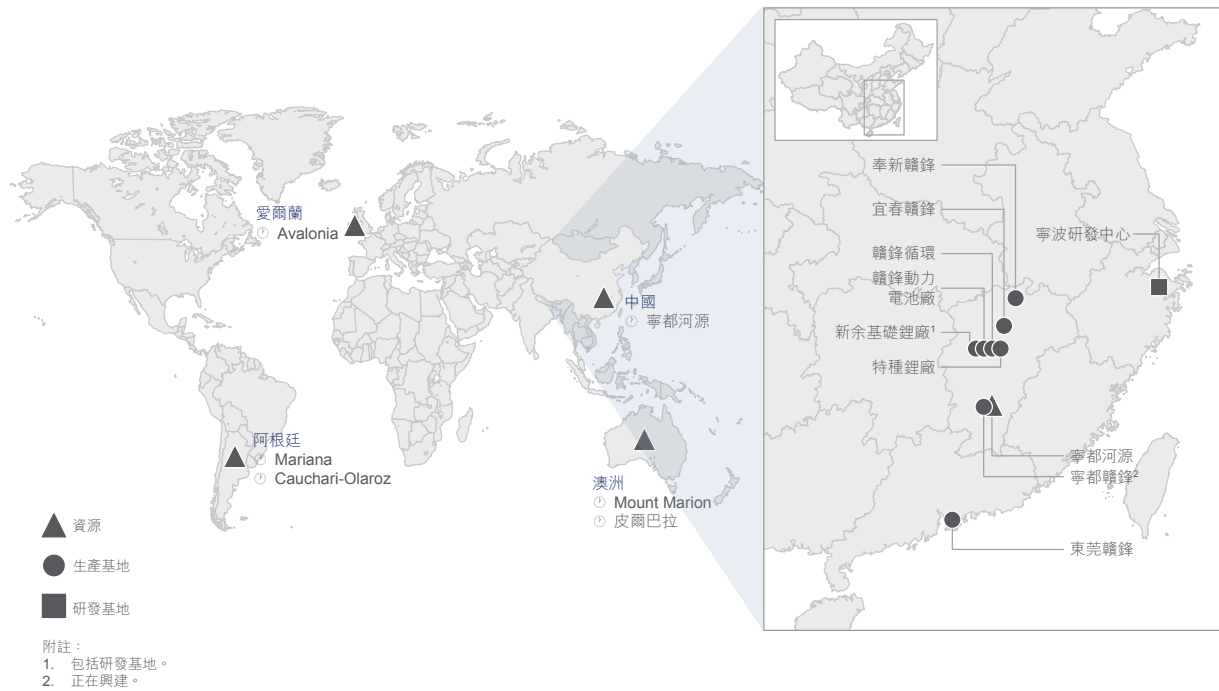 愛爾蘭
Avalonia
中國
寧都河源
阿根廷
Mariana
Cauchari-Olaroz
澳洲
Mount Marion
皮爾巴拉
資源
生產基地
研發基地
附註：
1. 包括研發基地。
2. 正在興建。
奉新贛鋒
宜春贛鋒
寧波研發中心
贛鋒循環
贛鋒動力
電池廠
新余基礎鋰廠¹
特種鋰廠
寧都河源
寧都贛鋒²
東莞贛鋒